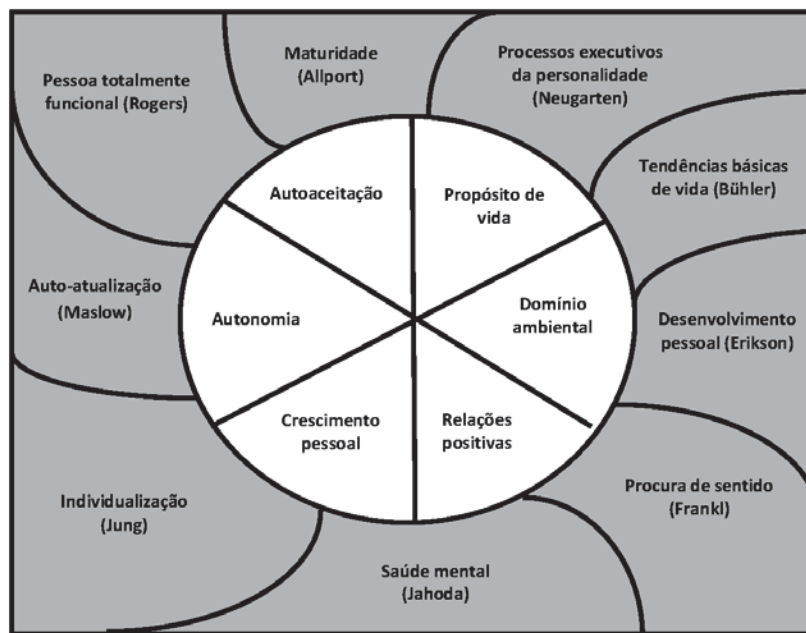 Pessoa totalmente
funcional (Rogers)
Maturidade
(Allport)
Processos executivos
da personalidade
(Neugarten)
Tendências básicas
de vida (Bühler)
Desenvolvimento
pessoal (Erikson)
Procura de sentido
(Frankl)
Saúde mental
(Jahoda)
Individualização
(Jung)
Auto-atualização
(Maslow)
Autoaceitação
Propósito de
vida
Domínio
ambiental
Relações
positivas
Crescimento
pessoal
Autonomia